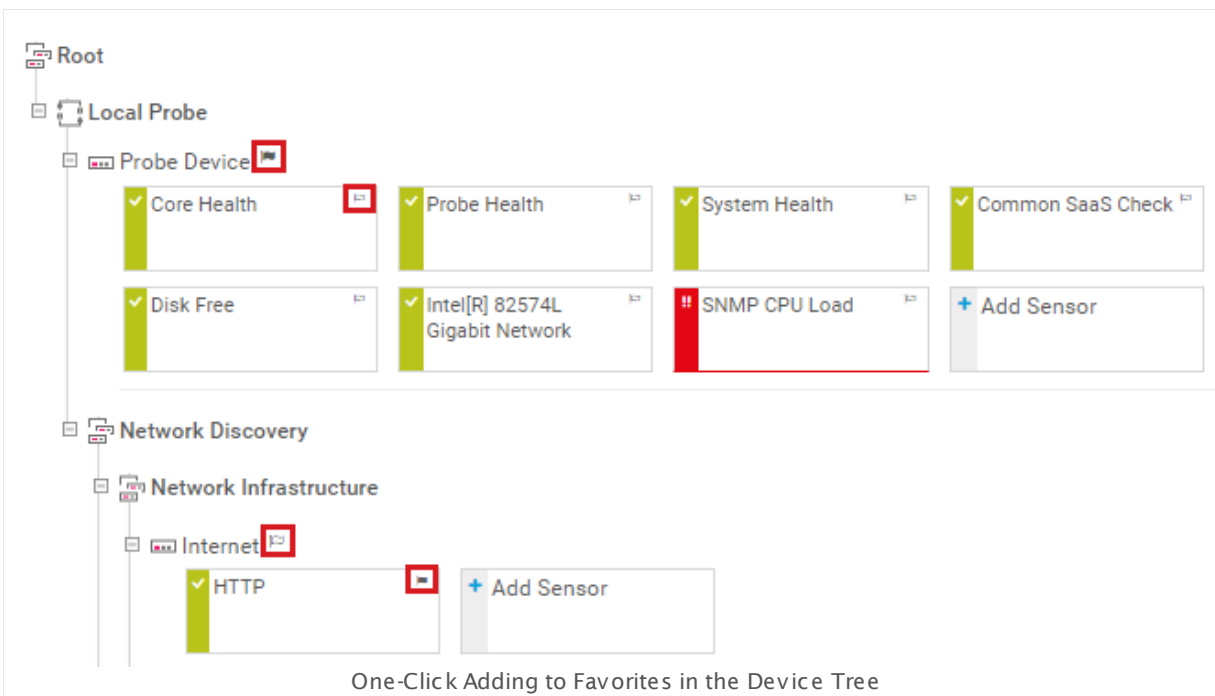 Root
Local Probe
Probe Device
Core Health
Probe Health
System Health
Common SaaS Check
Disk Free
Intel[R] 82574L
Gigabit Network
SNMP CPU Load
Add Sensor
Network Discovery
Network Infrastructure
Internet
HTTP
Add Sensor
One-Click Adding to Favorites in the Device Tree